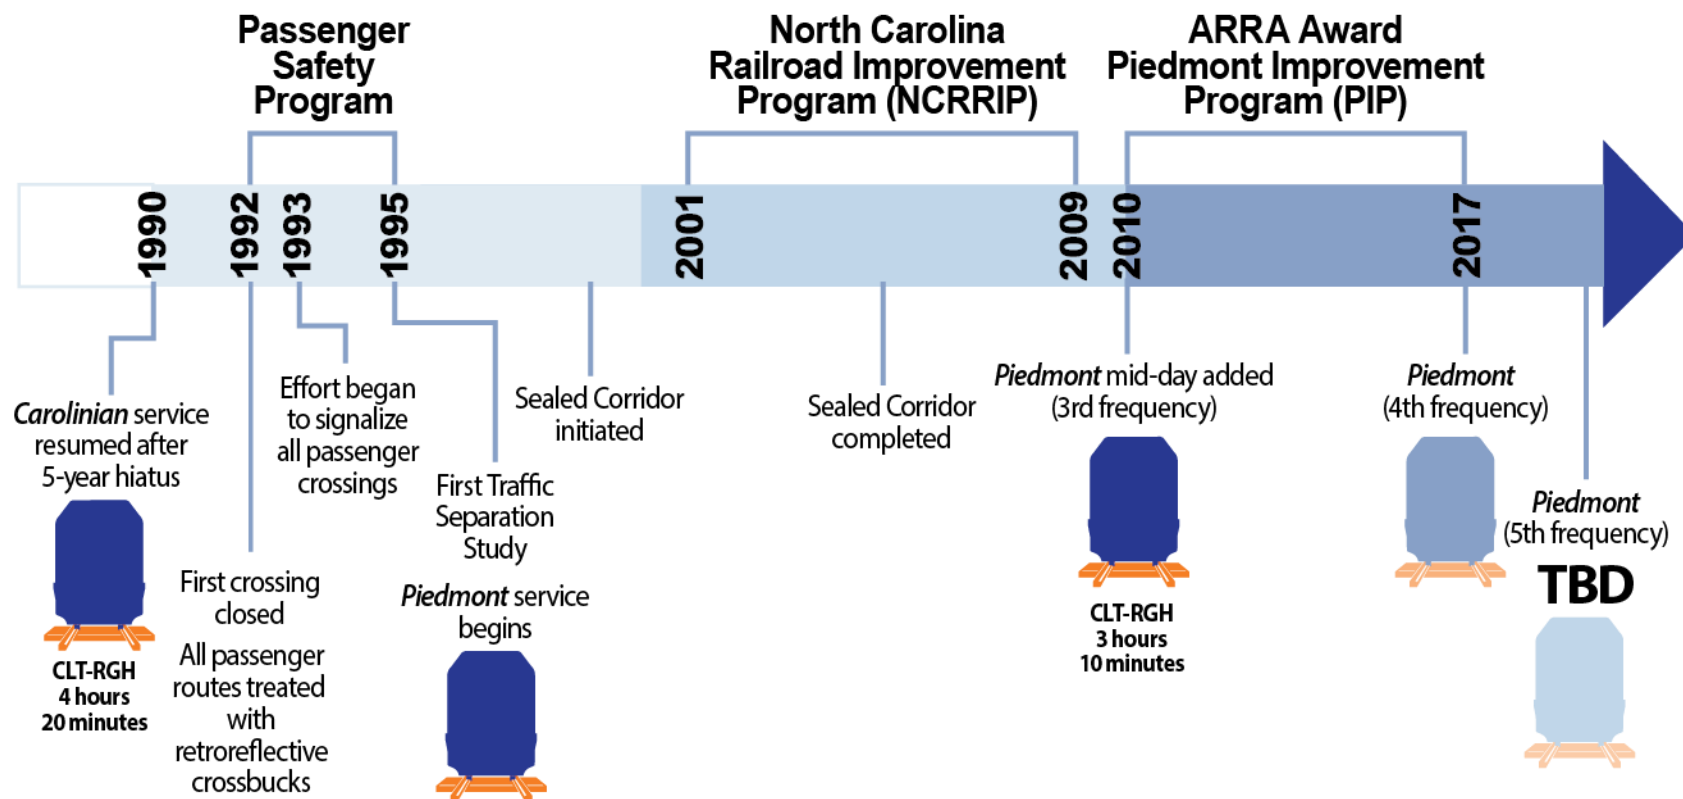 Passenger
Safety
Program
North Carolina
Railroad Improvement
Program (NCRRIP)
ARRA Award
Piedmont Improvement
Program (PIP)
1990
1992
1993
1995
2001
2009
2010
2017
Carolinian service
resumed after
5-year hiatus
CLT-RGH
4 hours
20 minutes
First crossing
closed
All passenger
routes treated
with
retroreflective
crossbucks
Effort began
to signalize
all passenger
crossings
First Traffic
Separation
Study
Piedmont service
begins
Sealed Corridor
initiated
Sealed Corridor
completed
Piedmont mid-day added
(3rd frequency)
CLT-RGH
3 hours
10 minutes
Piedmont
(4th frequency)
Piedmont
(5th frequency)
TBD